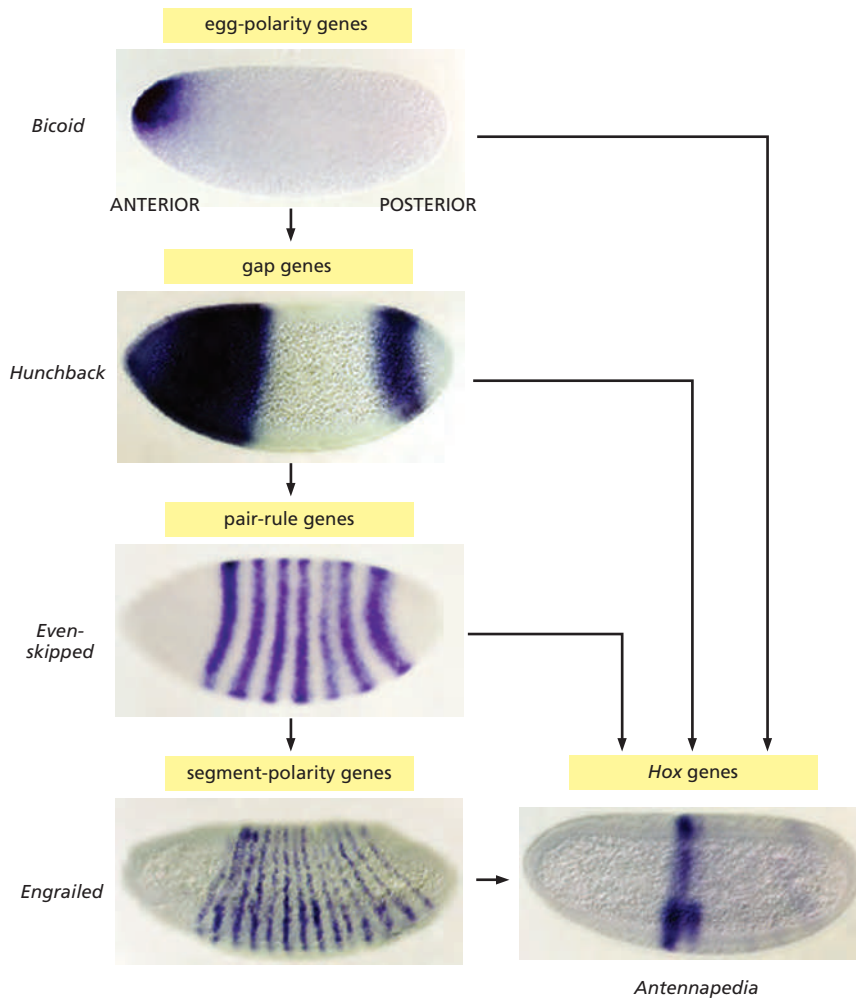 egg-polarity genes
Bicoid
ANTERIOR
POSTERIOR
gap genes
Hunchback
pair-rule genes
Even-
skipped
segment-polarity genes
Hox genes
Engrailed
Antennapedia